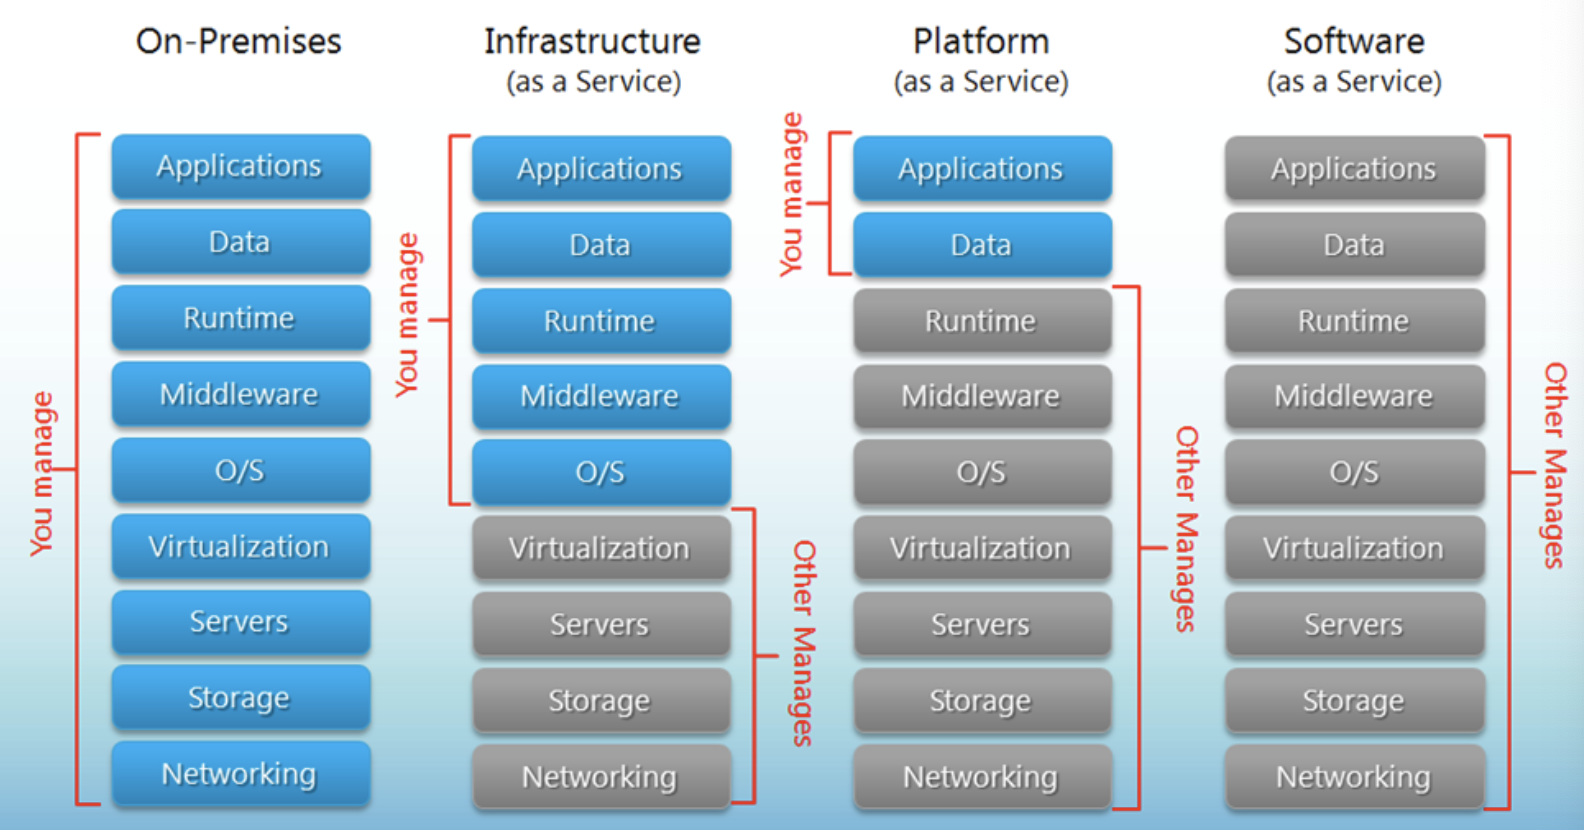 On-Premises
You manage
Applications
Data
Runtime
Middleware
O/S
Virtualization
Servers
Storage
Networking
Infrastructure
(as a Service)
You manage
Applications
Data
Runtime
Middleware
O/S
Virtualization
Servers
Storage
Networking
Other Manages
Platform
(as a Service)
You manage
Applications
Data
Runtime
Middleware
O/S
Virtualization
Servers
Storage
Networking
Other Manages
Software
(as a Service)
Applications
Data
Runtime
Middleware
O/S
Virtualization
Servers
Storage
Networking
Other Manages